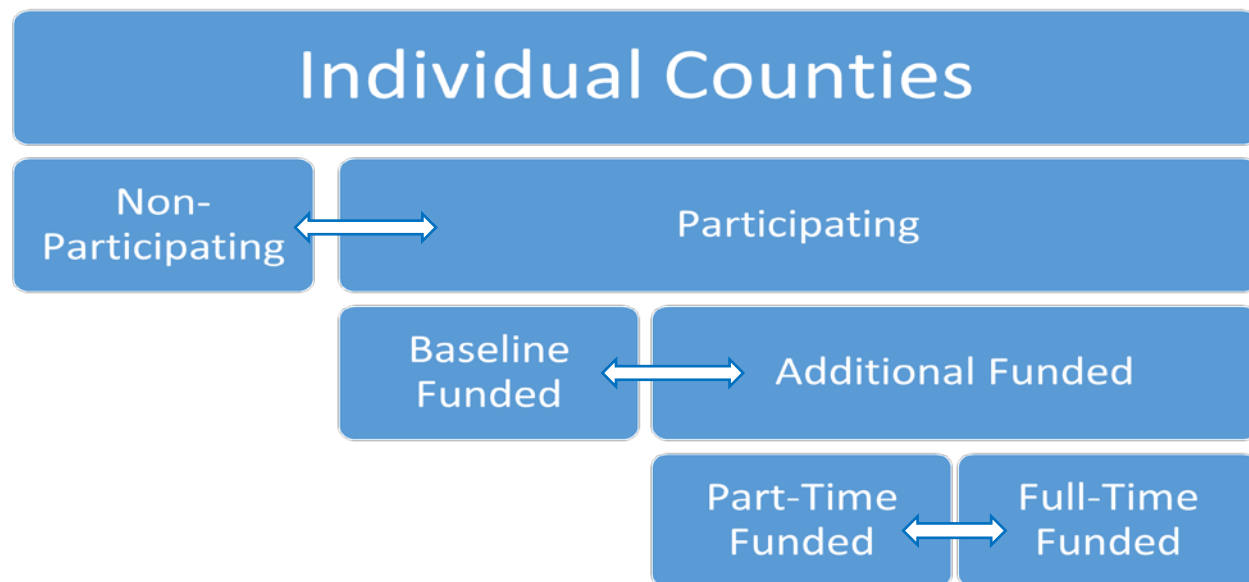 Individual Counties
Non-
Participating
Participating
Baseline
Funded
Additional Funded
Part-Time
Funded
Full-Time
Funded